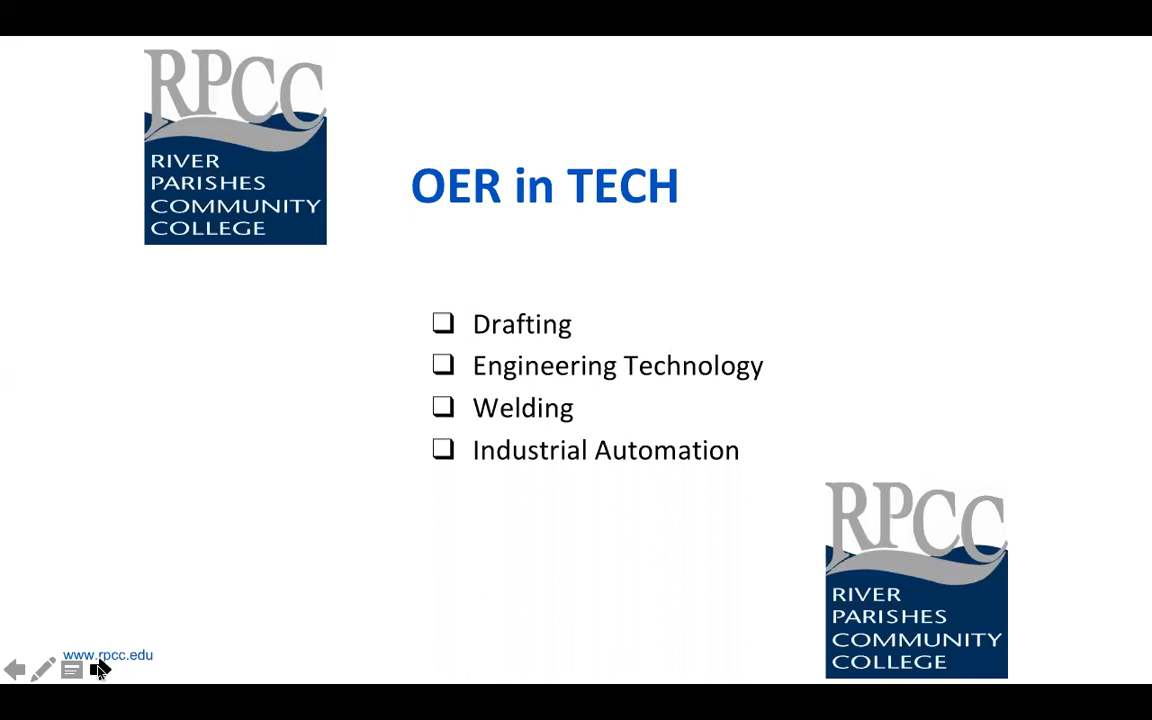 RPCC
RIVER
PARISHES
COMMUNITY
COLLEGE
OER in TECH
❑ Drafting
❑ Engineering Technology
❑ Welding
❑ Industrial Automation
RPCC
RIVER
PARISHES
COMMUNITY
COLLEGE
www.rpcc.edu